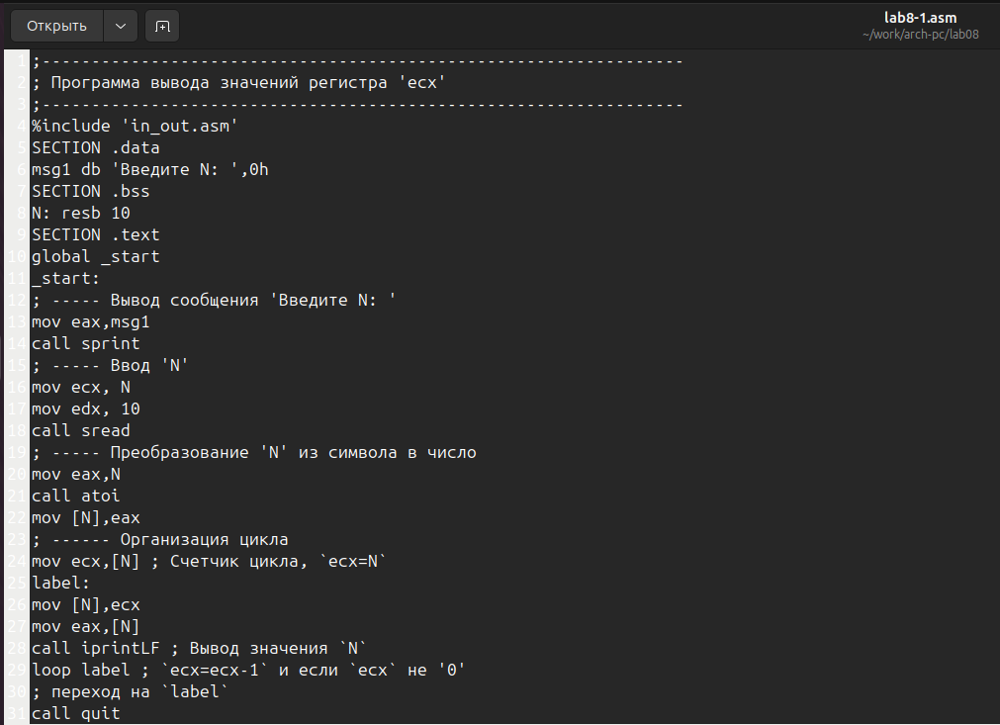 Открыть
lab8-1.asm
~/work/arch-pc/lab08
1 ;-----------------------------------------------------------------
2 ; Программа вывода значений регистра 'ecx'
3 ;-----------------------------------------------------------------
4 %include 'in_out.asm'
5 SECTION .data
6 msg1 db 'Введите N: ',0h
7 SECTION .bss
8 N: resb 10
9 SECTION .text
10 global _start
11 _start:
12 ; ----- Вывод сообщения 'Введите N: '
13 mov eax,msg1
14 call sprint
15 ; ----- Ввод 'N'
16 mov ecx, N
17 mov edx, 10
18 call sread
19 ; ----- Преобразование 'N' из символа в число
20 mov eax,N
21 call atoi
22 mov [N],eax
23 ; ------ Организация цикла
24 mov ecx,[N] ; Счетчик цикла, `ecx=N`
25 label:
26 mov [N],ecx
27 mov eax,[N]
28 call iprintLF ; Вывод значения `N`
29 loop label ; `ecx=ecx-1` и если `ecx` не '0'
30 ; переход на `label`
31 call quit